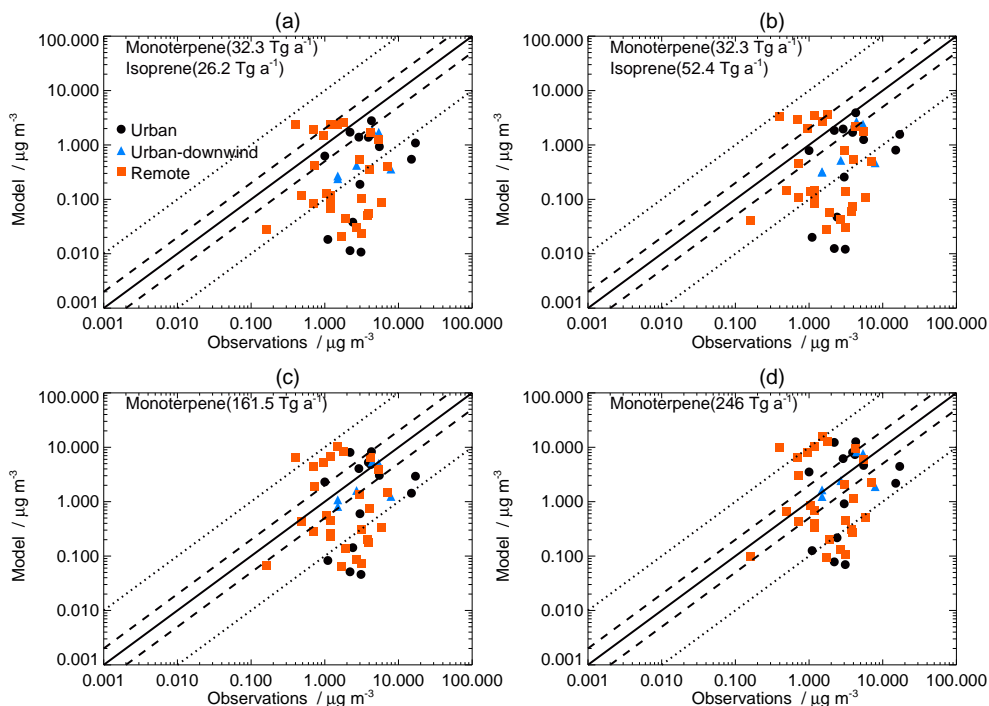 (a)
100.000
10.000
1.000
0.100
0.010
0.001
Model / μg m⁻³
Monoterpene(32.3 Tg a⁻¹)
Isoprene(26.2 Tg a⁻¹)
Urban
Urban-downwind
Remote
0.001 0.010 0.100 1.000 10.000 100.000
Observations / μg m⁻³
(b)
100.000
10.000
1.000
0.100
0.010
0.001
Model / μg m⁻³
Monoterpene(32.3 Tg a⁻¹)
Isoprene(52.4 Tg a⁻¹)
0.001 0.010 0.100 1.000 10.000 100.000
Observations / μg m⁻³
(c)
100.000
10.000
1.000
0.100
0.010
0.001
Model / μg m⁻³
Monoterpene(161.5 Tg a⁻¹)
0.001 0.010 0.100 1.000 10.000 100.000
Observations / μg m⁻³
(d)
100.000
10.000
1.000
0.100
0.010
0.001
Model / μg m⁻³
Monoterpene(246 Tg a⁻¹)
0.001 0.010 0.100 1.000 10.000 100.000
Observations / μg m⁻³